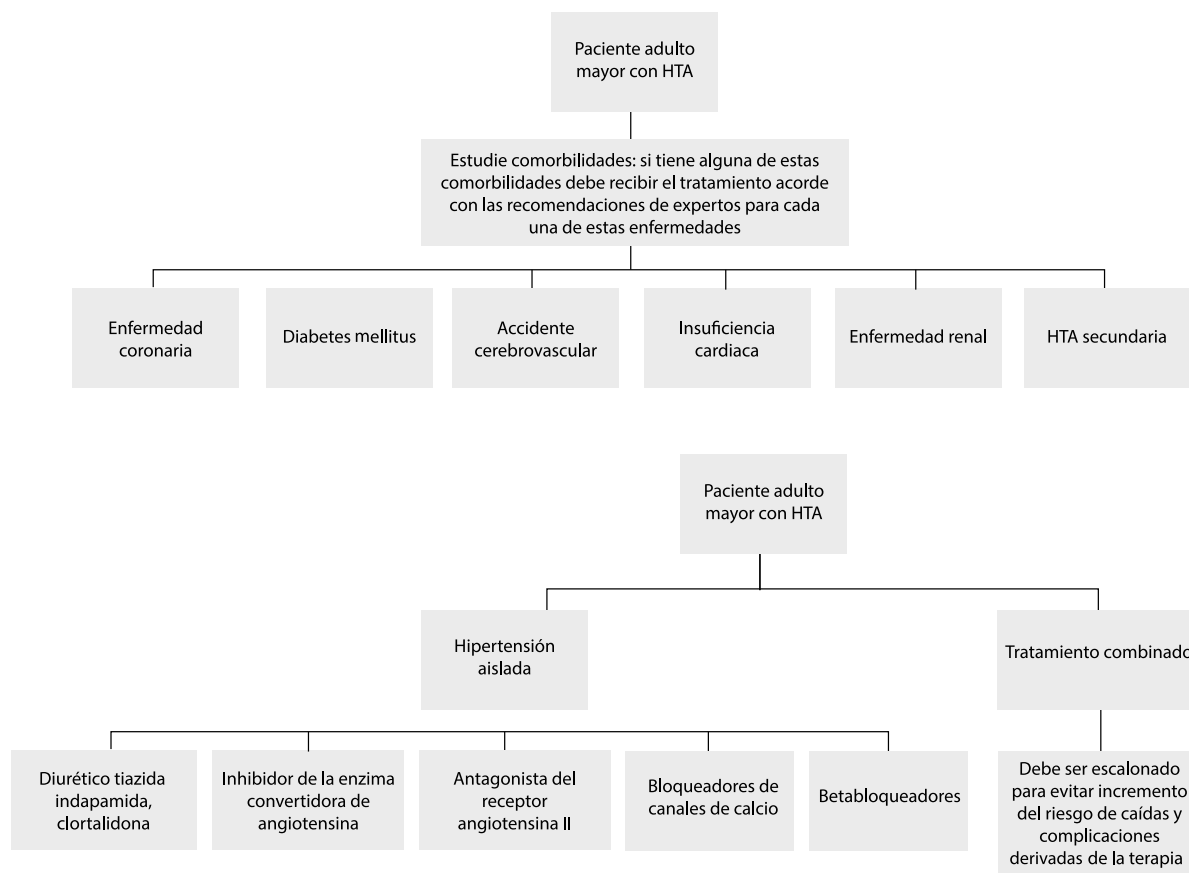 Paciente adulto
mayor con HTA
Estudie comorbilidades: si tiene alguna de estas
comorbilidades debe recibir el tratamiento acorde
con las recomendaciones de expertos para cada
una de estas enfermedades
Enfermedad
coronaria
Diabetes mellitus
Accidente
cerebrovascular
Insuficiencia
cardiaca
Enfermedad renal
HTA secundaria
Paciente adulto
mayor con HTA
Hipertensión
aislada
Tratamiento combinado
Diurético tiazida
indapamida,
clortalidona
Inhibidor de la enzima
convertidora de
angiotensina
Antagonista del
receptor
angiotensina II
Bloqueadores de
canales de calcio
Betabloqueadores
Debe ser escalonado
para evitar incremento
del riesgo de caídas y
complicaciones
derivadas de la terapia